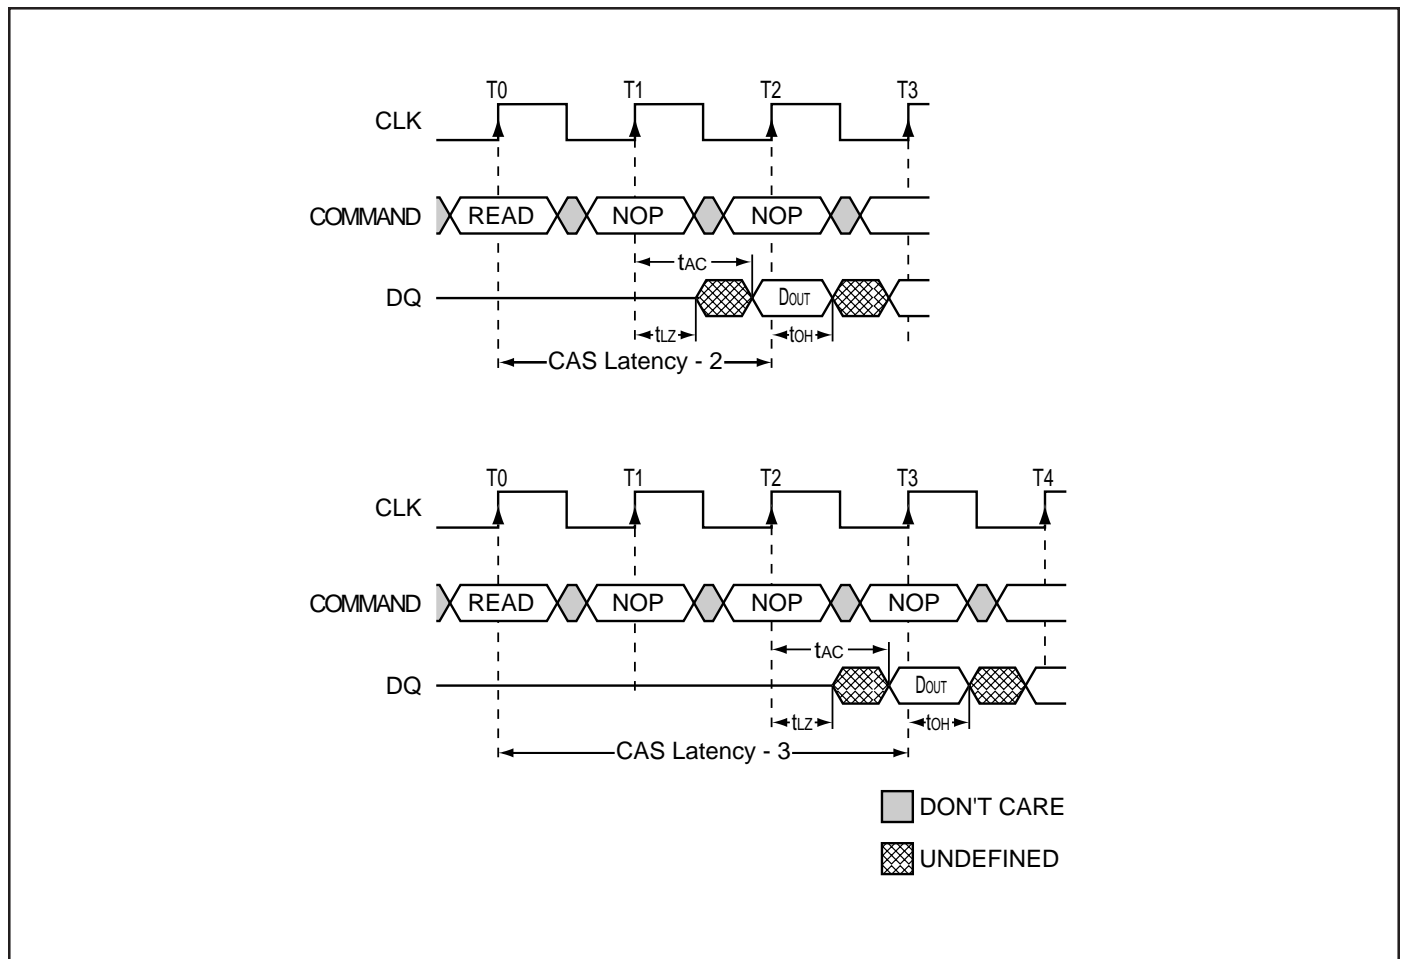 T0 T1 T2 T3
CLK
COMMAND READ NOP NOP
tAC
DQ DOUT
tLZ tOH
CAS Latency - 2
T0 T1 T2 T3 T4
CLK
COMMAND READ NOP NOP NOP
tAC
DQ DOUT
tLZ tOH
CAS Latency - 3
DON'T CARE
UNDEFINED